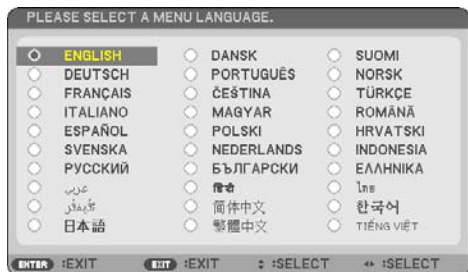 PLEASE SELECT A MENU LANGUAGE.
ENGLISH DANSK SUOMI
DEUTSCH PORTUGUÊS NORSK
FRANÇAIS ČEŠTINA TÜRKÇE
ITALIANO MAGYAR ROMÂNĂ
ESPAÑOL POLSKI HRVATSKI
SVENSKA NEDERLANDS INDONESIA
РУССКИЙ БЪЛГАРСКИ ΕΛΛΗΝΙΚΑ
عربي हिन्दी ไทย
简体中文 한국어
日本語 繁體中文 TIẾNG VIỆT
ENTER :EXIT EXIT :EXIT :SELECT :SELECT